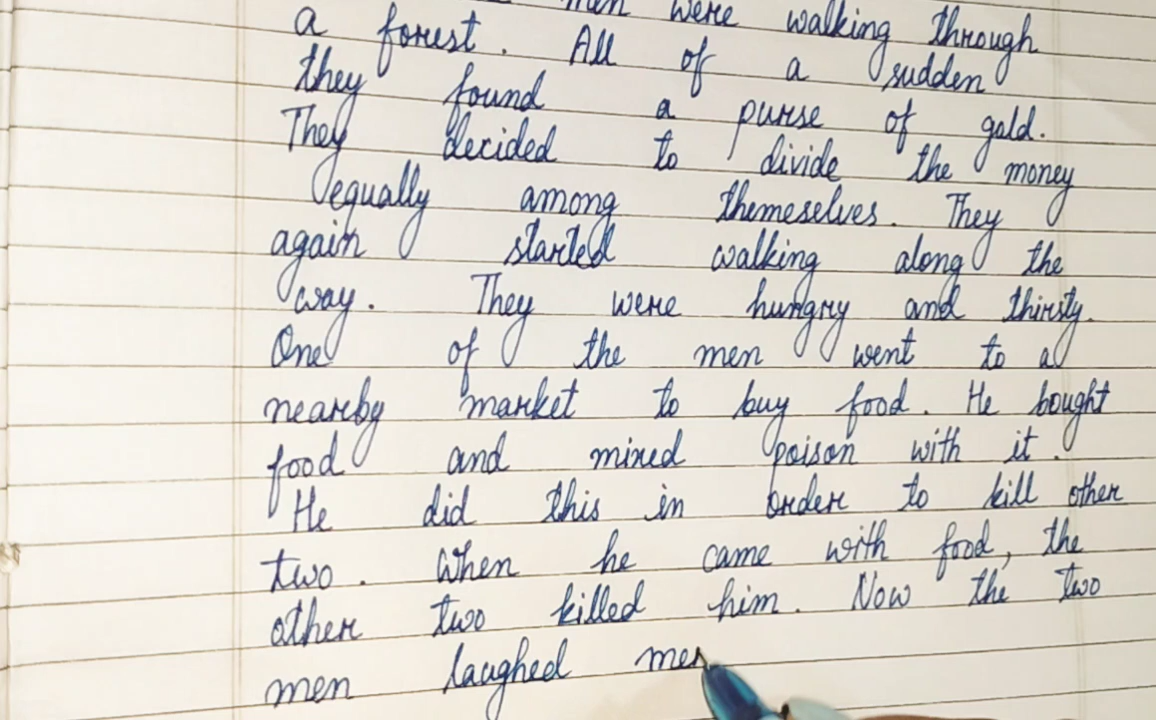 men were walking through
a forest. All of a sudden
they found a purse of gold.
They decided to divide the money
equally among themeselves. They
again started walking along the
way. They were hungry and thirsty.
One of the men went to a
nearby market to buy food. He bought
food and mixed poison with it.
He did this in order to kill other
two. When he came with food, the
other two killed him. Now the two
men laughed mer